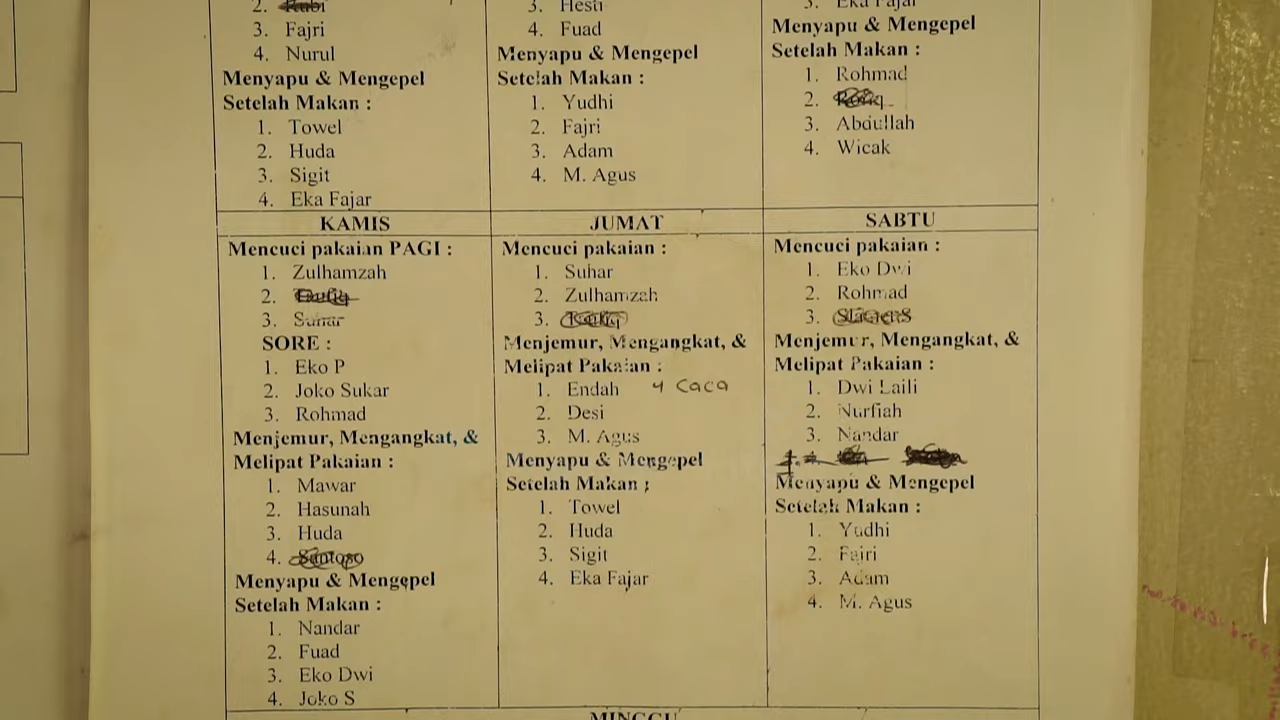 3. Fajri
4. Nurul
Menyapu & Mengepel
Setelah Makan :
1. Towel
2. Huda
3. Sigit
4. Eka Fajar
3. Hesti
4. Fuad
Menyapu & Mengepel
Setelah Makan :
1. Yudhi
2. Fajri
3. Adam
4. M. Agus
3. Eka Fajar
Menyapu & Mengepel
Setelah Makan :
1. Rohmad
2.
3. Abdullah
4. Wicak
KAMIS
Mencuci pakaian PAGI :
1. Zulhamzah
2.
3. Suhar
SORE :
1. Eko P
2. Joko Sukar
3. Rohmad
Menjemur, Mengangkat, &
Melipat Pakaian :
1. Mawar
2. Hasunah
3. Huda
4. Santoso
Menyapu & Mengepel
Setelah Makan :
1. Nandar
2. Fuad
3. Eko Dwi
4. Joko S
JUMAT
Mencuci pakaian :
1. Suhar
2. Zulhamzah
3.
Menjemur, Mengangkat, &
Melipat Pakaian :
1. Endah 4 Caca
2. Desi
3. M. Agus
Menyapu & Mengepel
Setelah Makan :
1. Towel
2. Huda
3. Sigit
4. Eka Fajar
SABTU
Mencuci pakaian :
1. Eko Dwi
2. Rohmad
3.
Menjemur, Mengangkat, &
Melipat Pakaian :
1. Dwi Laili
2. Nurfiah
3. Nandar
Menyapu & Mengepel
Setelah Makan :
1. Yudhi
2. Fajri
3. Adam
4. M. Agus
MINGGU